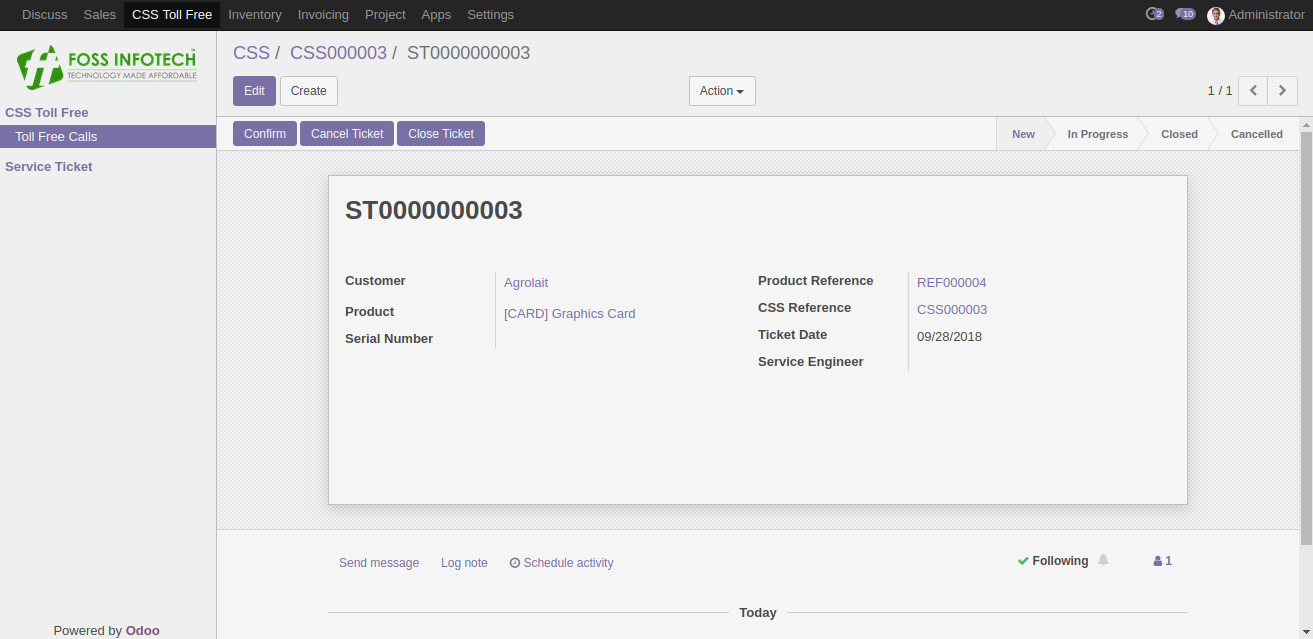 Discuss Sales CSS Toll Free Inventory Invoicing Project Apps Settings 2 10 Administrator
FOSS INFOTECH™
TECHNOLOGY MADE AFFORDABLE
CSS Toll Free
Toll Free Calls
Service Ticket
Powered by Odoo
CSS / CSS000003 / ST0000000003
Edit Create Action 1 / 1
Confirm Cancel Ticket Close Ticket New In Progress Closed Cancelled
ST0000000003
Customer Agrolait
Product [CARD] Graphics Card
Serial Number
Product Reference REF000004
CSS Reference CSS000003
Ticket Date 09/28/2018
Service Engineer
Send message Log note Schedule activity Following 1
Today